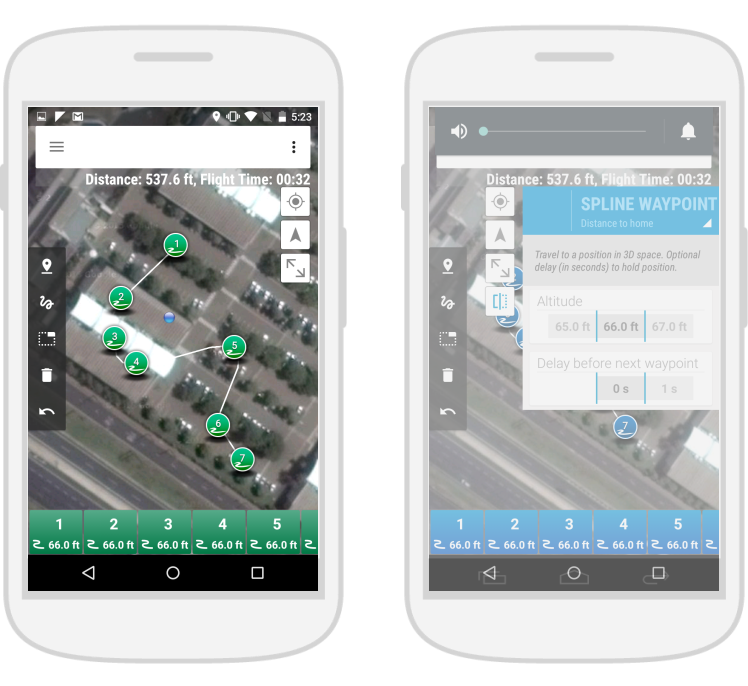 5:23
Distance: 537.6 ft, Flight Time: 00:32
1
2
3
4
5
6
7
1 2 3 4 5
66.0 ft 66.0 ft 66.0 ft 66.0 ft 66.0 ft
Distance: 537.6 ft, Flight Time: 00:32
SPLINE WAYPOINT
Distance to home
Travel to a position in 3D space. Optional
delay (in seconds) to hold position.
Altitude
65.0 ft 66.0 ft 67.0 ft
Delay before next waypoint
0 s 1 s
7
1 2 3 4 5
66.0 ft 66.0 ft 66.0 ft 66.0 ft 66.0 ft